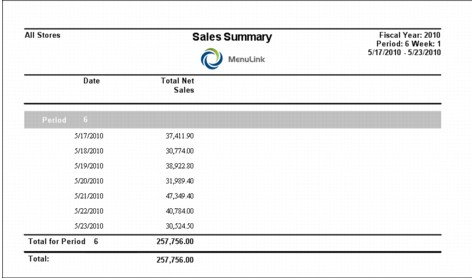 All Stores
Sales Summary
Fiscal Year: 2010
MenuLink
Period: 6 Week: 1
5/17/2010 - 5/23/2010
Date Total Net
Sales
Period 6
5/17/2010 37,411.90
5/18/2010 30,774.00
5/19/2010 38,922.80
5/20/2010 31,989.40
5/21/2010 47,349.40
5/22/2010 40,784.00
5/23/2010 30,524.50
Total for Period 6 257,756.00
Total: 257,756.00